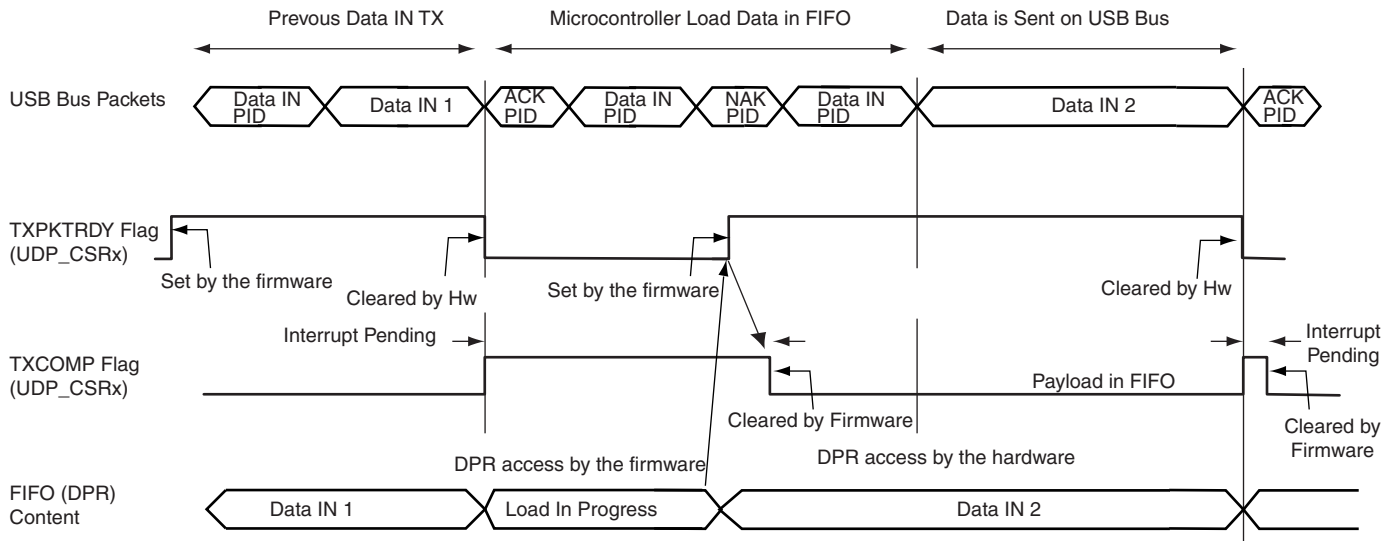 Prevous Data IN TX
Microcontroller Load Data in FIFO
Data is Sent on USB Bus
USB Bus Packets
Data IN
PID
Data IN 1
ACK
PID
Data IN
PID
NAK
PID
Data IN
PID
Data IN 2
ACK
PID
TXPKTRDY Flag
(UDP_CSRx)
Set by the firmware
Cleared by Hw
Set by the firmware
Cleared by Hw
Interrupt Pending
Interrupt
Pending
TXCOMP Flag
(UDP_CSRx)
Payload in FIFO
Cleared by Firmware
Cleared by
Firmware
DPR access by the firmware
DPR access by the hardware
FIFO (DPR)
Content
Data IN 1
Load In Progress
Data IN 2